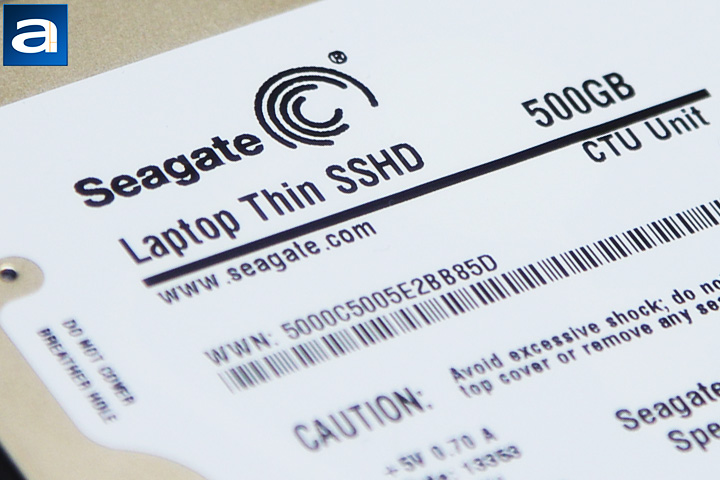 a
Seagate®
Laptop Thin SSHD
500GB
CTU Unit
www.seagate.com
WWN: 5000C5005E2BB85D
DO NOT COVER
BREATHER HOLE
CAUTION:
Avoid excessive shock; do no
top cover or remove any se
+5V 0.70 A
13353
Seagate
Spe